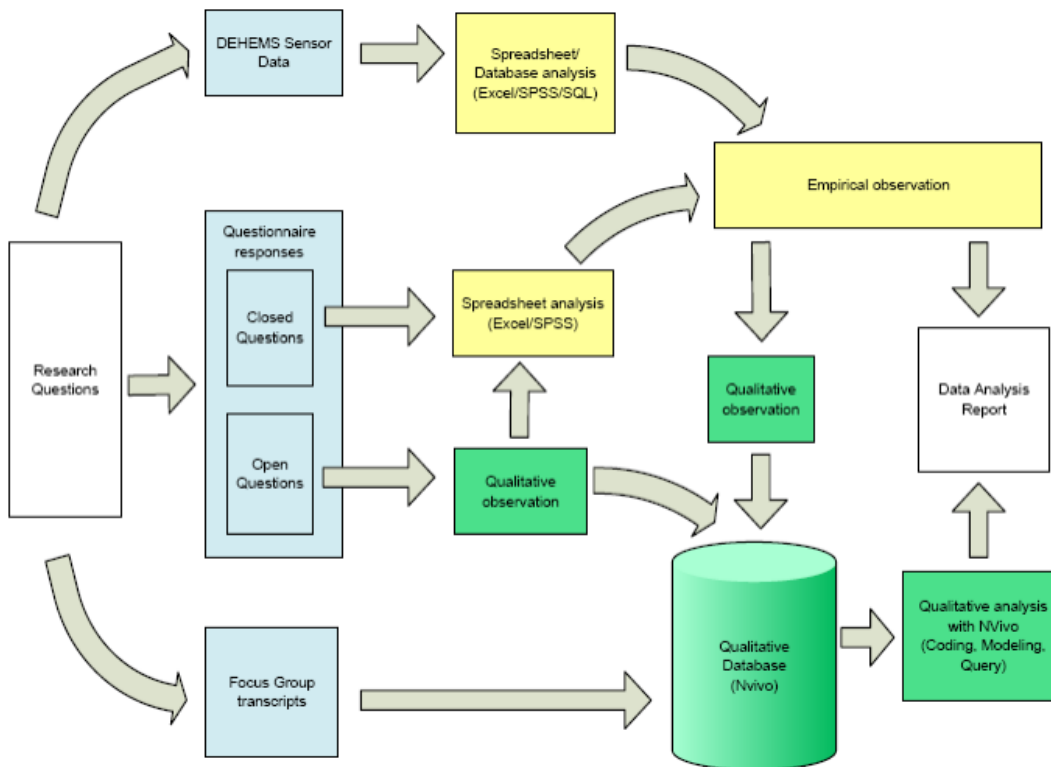 DEHEMS Sensor
Data
Spreadsheet/
Database analysis
(Excel/SPSS/SQL)
Empirical observation
Questionnaire
responses
Closed
Questions
Spreadsheet analysis
(Excel/SPSS)
Research
Questions
Qualitative
observation
Data Analysis
Report
Open
Questions
Qualitative
observation
Qualitative
Database
(Nvivo)
Qualitative analysis
with NVivo
(Coding, Modeling,
Query)
Focus Group
transcripts